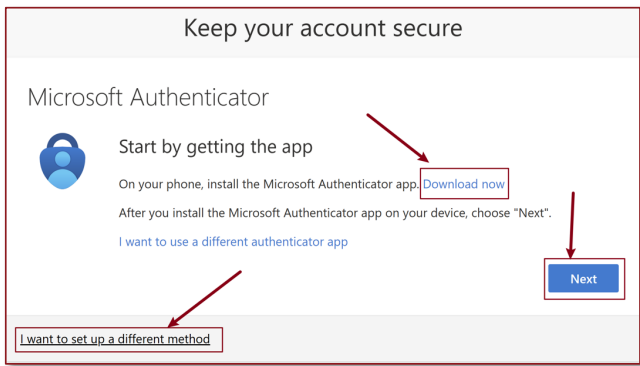 Keep your account secure
Microsoft Authenticator
Start by getting the app
On your phone, install the Microsoft Authenticator app. Download now
After you install the Microsoft Authenticator app on your device, choose "Next".
I want to use a different authenticator app
Next
I want to set up a different method